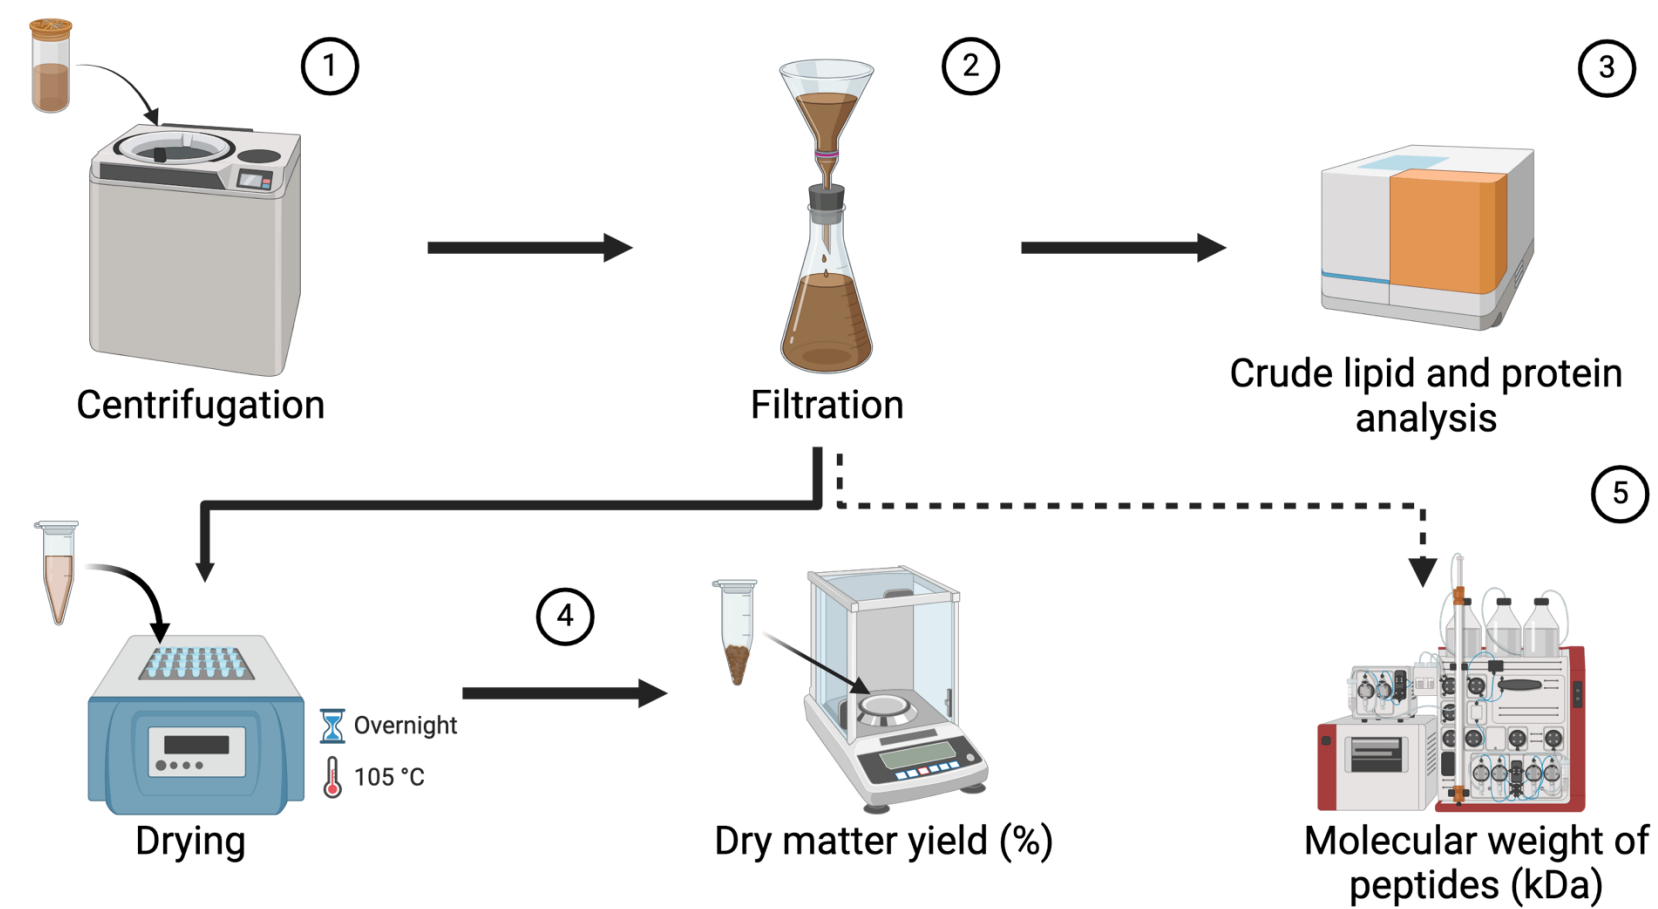 1
2
3
Centrifugation
Filtration
Crude lipid and protein
analysis
4
5
Overnight
105 °C
Drying
Dry matter yield (%)
Molecular weight of
peptides (kDa)